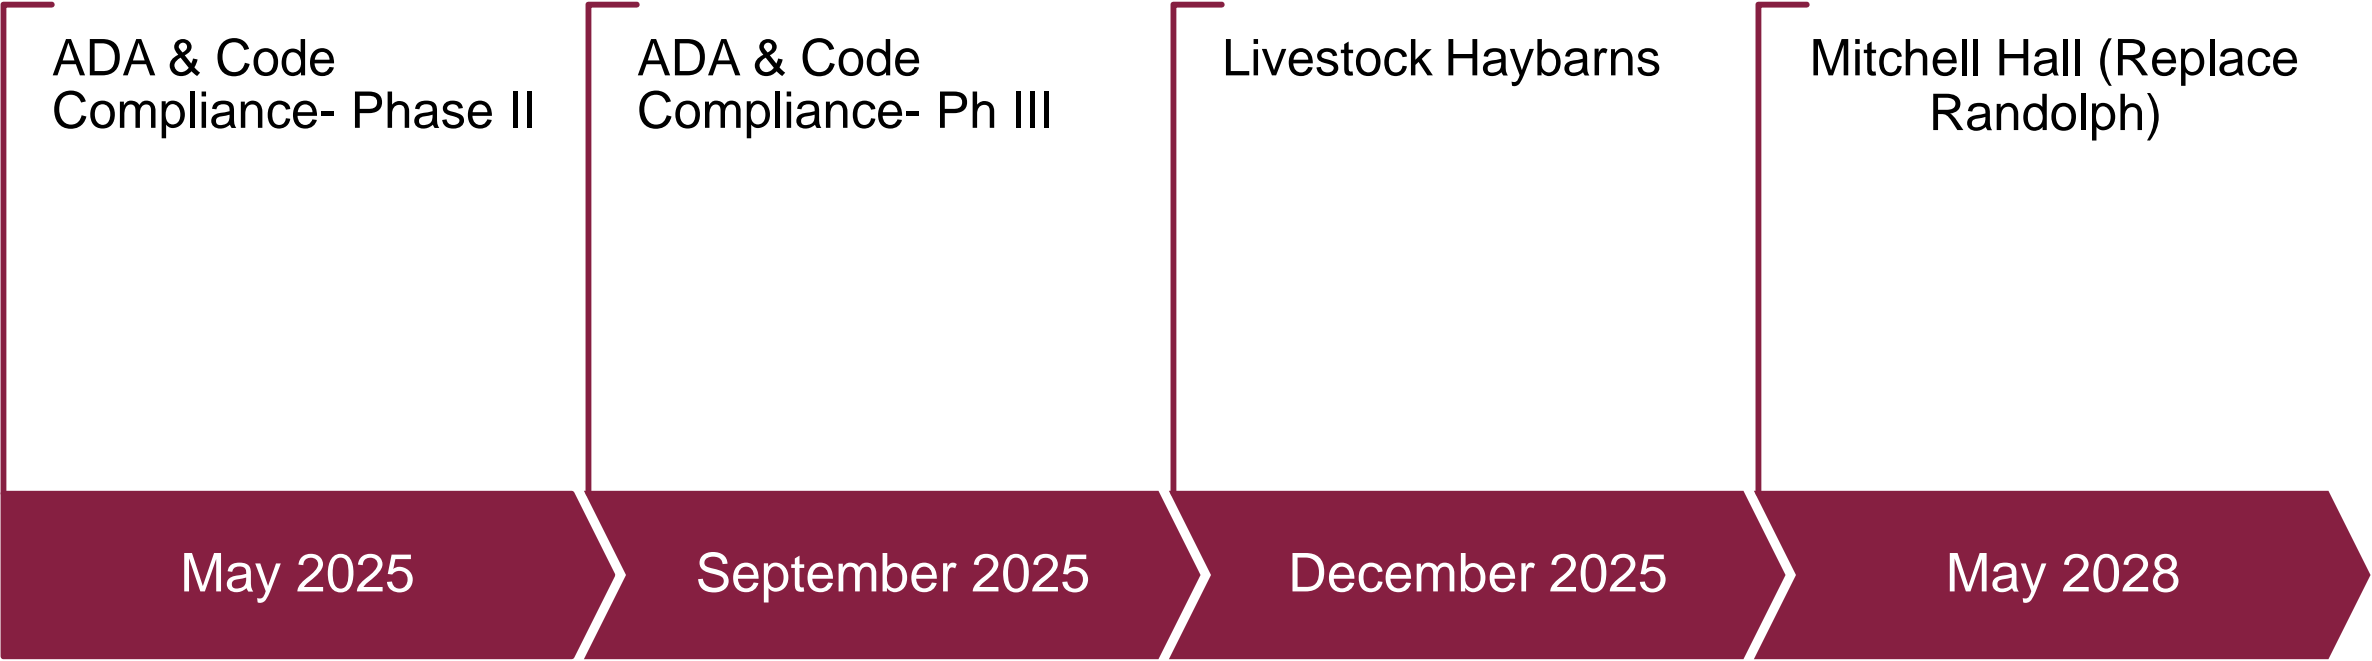 ADA & Code
Compliance- Phase II
ADA & Code
Compliance- Ph III
Livestock Haybarns
Mitchell Hall (Replace
Randolph)
May 2025
September 2025
December 2025
May 2028